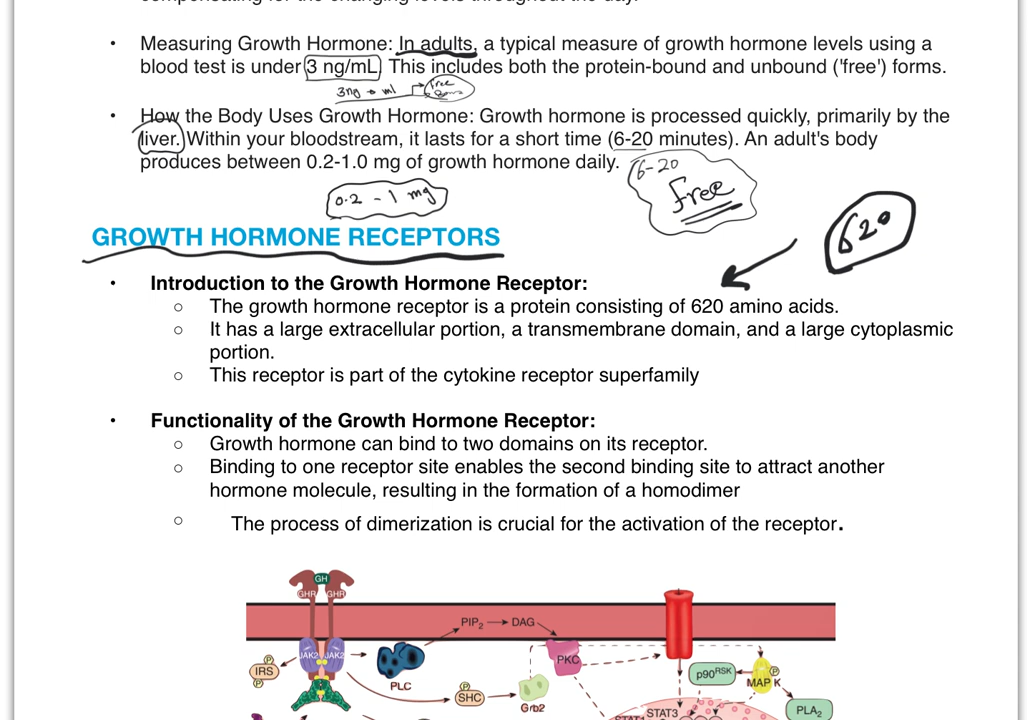 • Measuring Growth Hormone: In adults, a typical measure of growth hormone levels using a
blood test is under 3 ng/mL. This includes both the protein-bound and unbound ('free') forms.
3ng ml free
• How the Body Uses Growth Hormone: Growth hormone is processed quickly, primarily by the
liver. Within your bloodstream, it lasts for a short time (6-20 minutes). An adult's body
produces between 0.2-1.0 mg of growth hormone daily.
6-20
free
0.2 - 1 mg
620
GROWTH HORMONE RECEPTORS
• Introduction to the Growth Hormone Receptor:
○ The growth hormone receptor is a protein consisting of 620 amino acids.
○ It has a large extracellular portion, a transmembrane domain, and a large cytoplasmic
portion.
○ This receptor is part of the cytokine receptor superfamily
• Functionality of the Growth Hormone Receptor:
○ Growth hormone can bind to two domains on its receptor.
○ Binding to one receptor site enables the second binding site to attract another
hormone molecule, resulting in the formation of a homodimer
○ The process of dimerization is crucial for the activation of the receptor.
GH
GHR GHR
PIP2 DAG
JAK2 JAK2
PKC
P
IRS
P
PLC
P
SHC
Grb2
p90RSK
P
MAP K
STAT3
PLA2